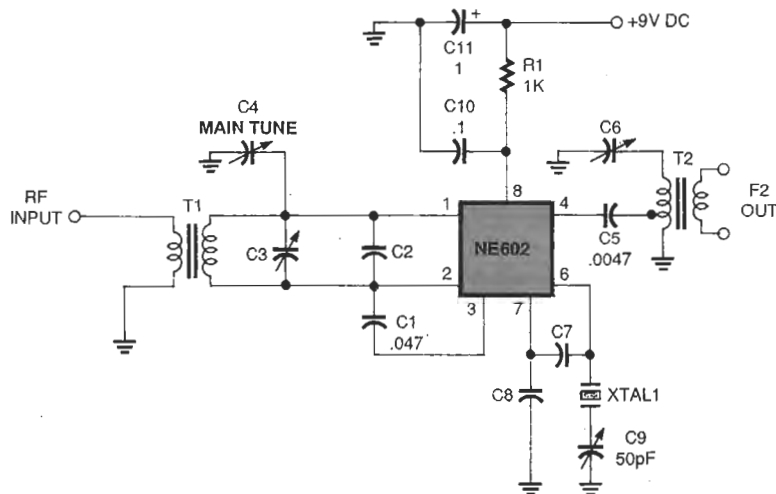 +9V DC
+
C11
1
R1
1K
C4
MAIN TUNE
C10
.1
C6
T2
RF
INPUT
T1
8
1
4
F2
OUT
C3
C2
NE602
C5
.0047
2
6
3
7
C1
.047
C7
C8
XTAL1
C9
50pF